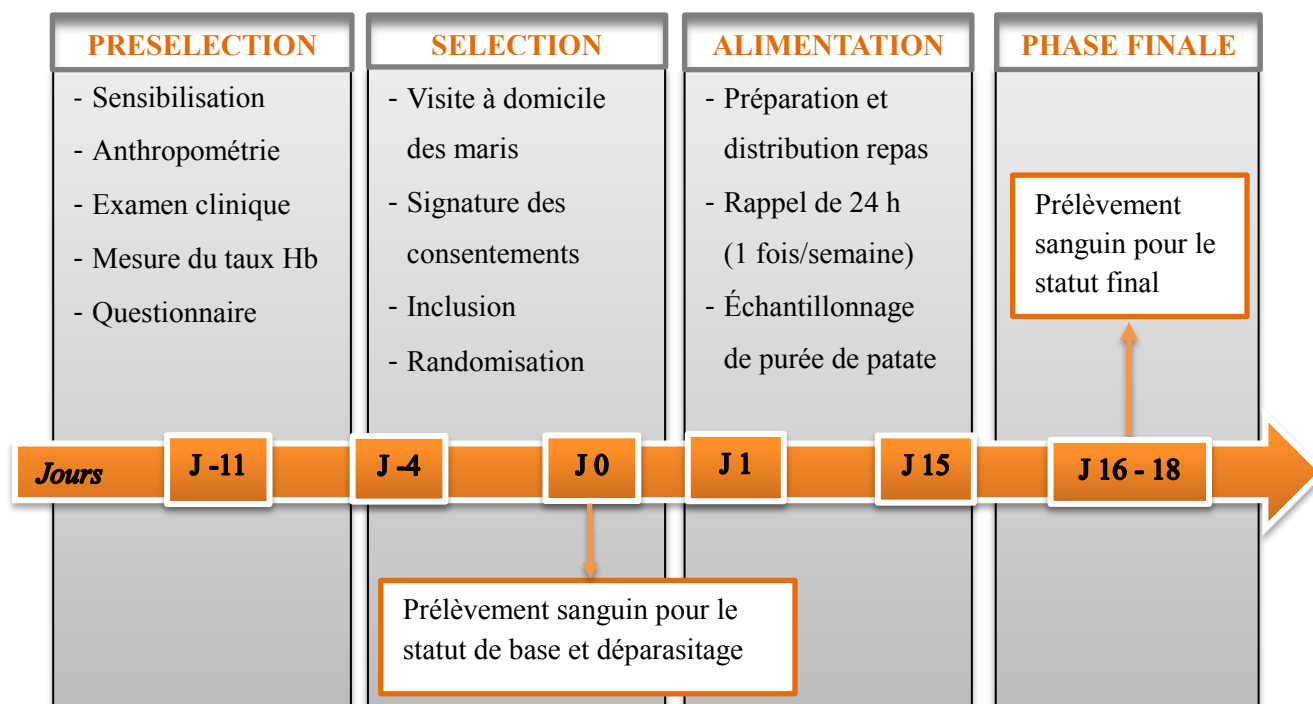 PRESELECTION
- Sensibilisation
- Anthropométrie
- Examen clinique
- Mesure du taux Hb
- Questionnaire
SELECTION
- Visite à domicile
des maris
- Signature des
consentements
- Inclusion
- Randomisation
ALIMENTATION
- Préparation et
distribution repas
- Rappel de 24 h
(1 fois/semaine)
- Échantillonnage
de purée de patate
PHASE FINALE
Prélèvement
sanguin pour le
statut final
Jours
J -11
J -4
J 0
J 1
J 15
J 16 - 18
Prélèvement sanguin pour le
statut de base et déparasitage